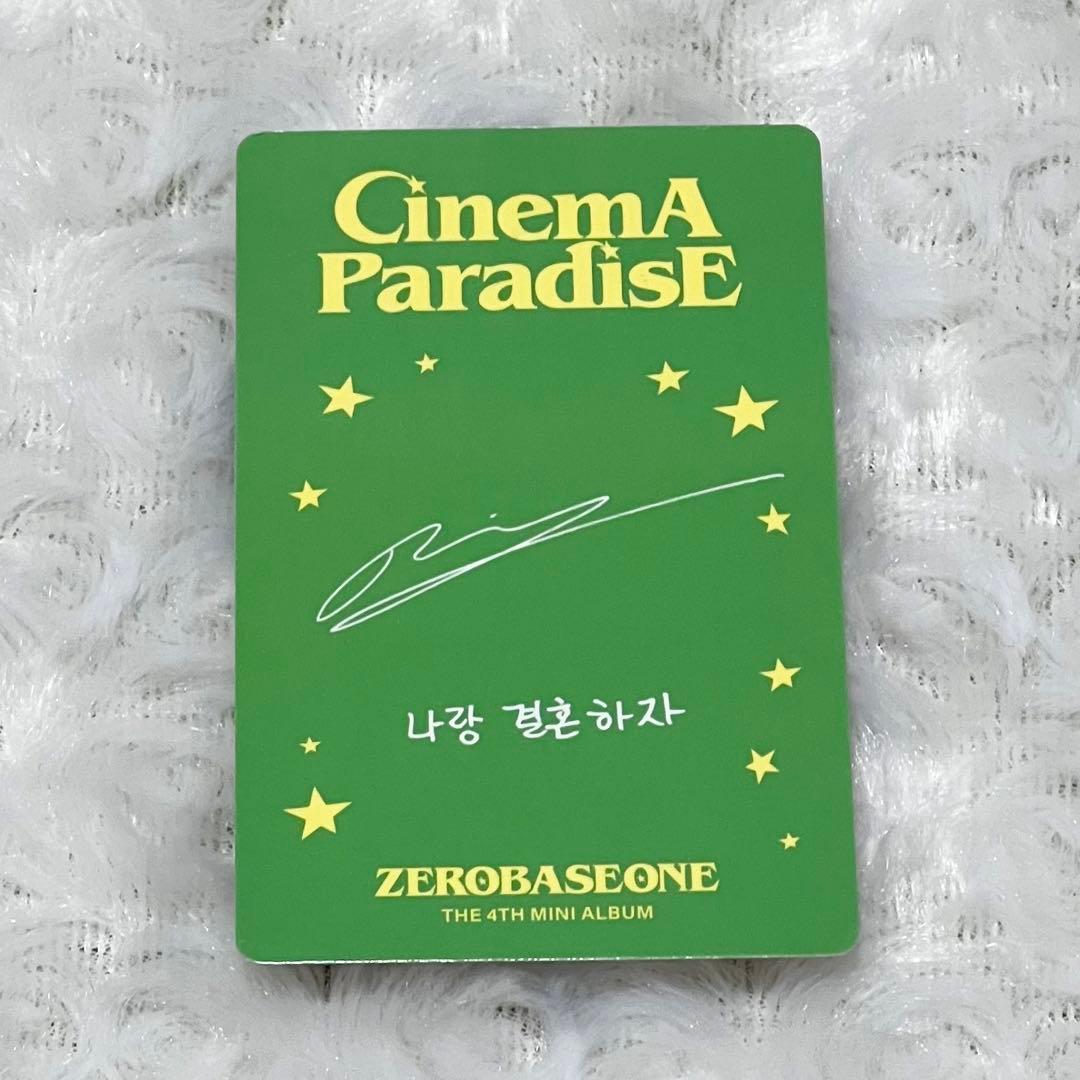 CinemA
ParadisE
나랑 결혼하자
ZEROBASEONE
THE 4TH MINI ALBUM